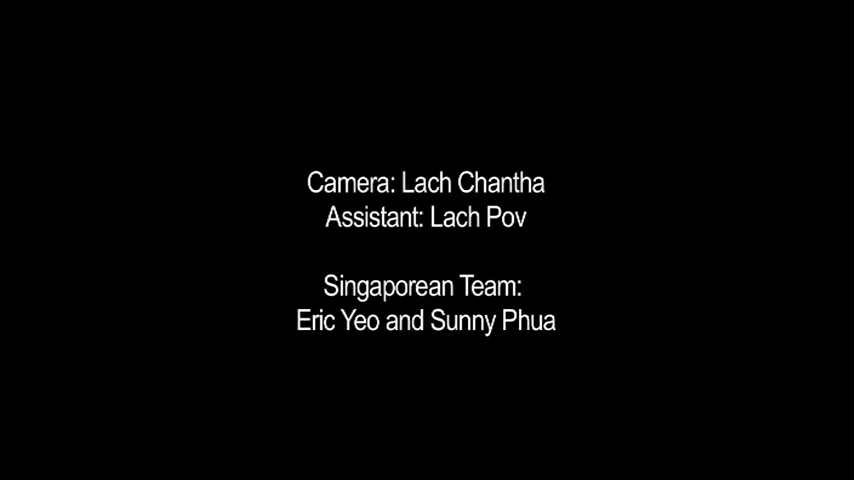 Camera: Lach Chantha
Assistant: Lach Pov
Singaporean Team:
Eric Yeo and Sunny Phua